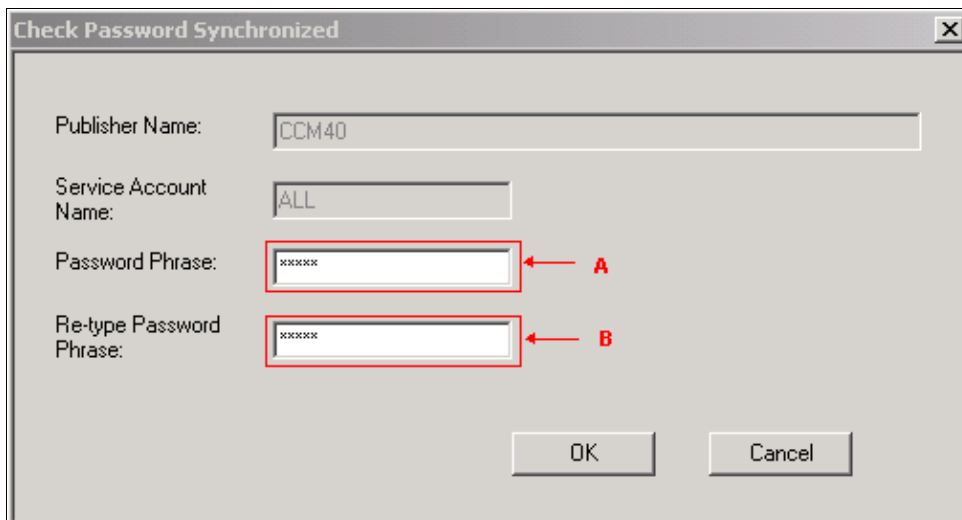 Check Password Synchronized
Publisher Name:
CCM40
Service Account
Name:
ALL
Password Phrase:
*****
A
Re-type Password
Phrase:
*****
B
OK
Cancel